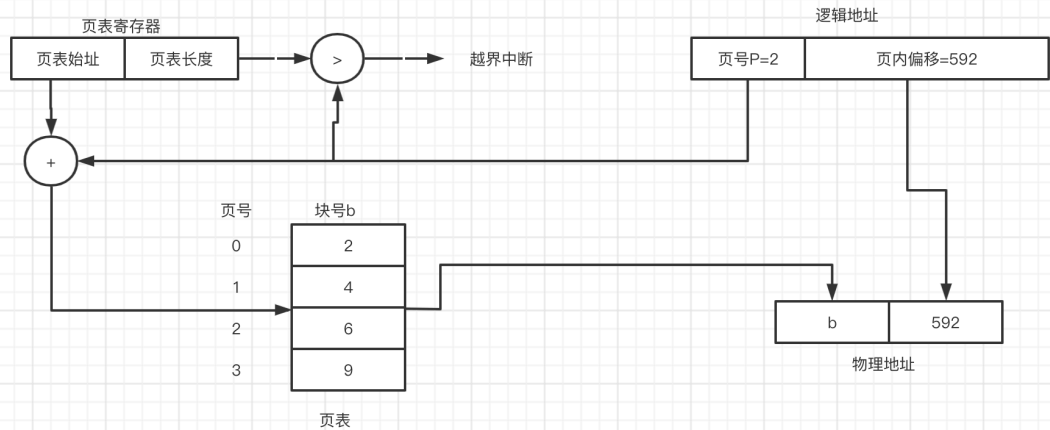 页表寄存器
逻辑地址
页表始址 页表长度
>
越界中断
页号P=2 页内偏移=592
+
页号 块号b
0 2
1 4
2 6
3 9
b 592
物理地址
页表